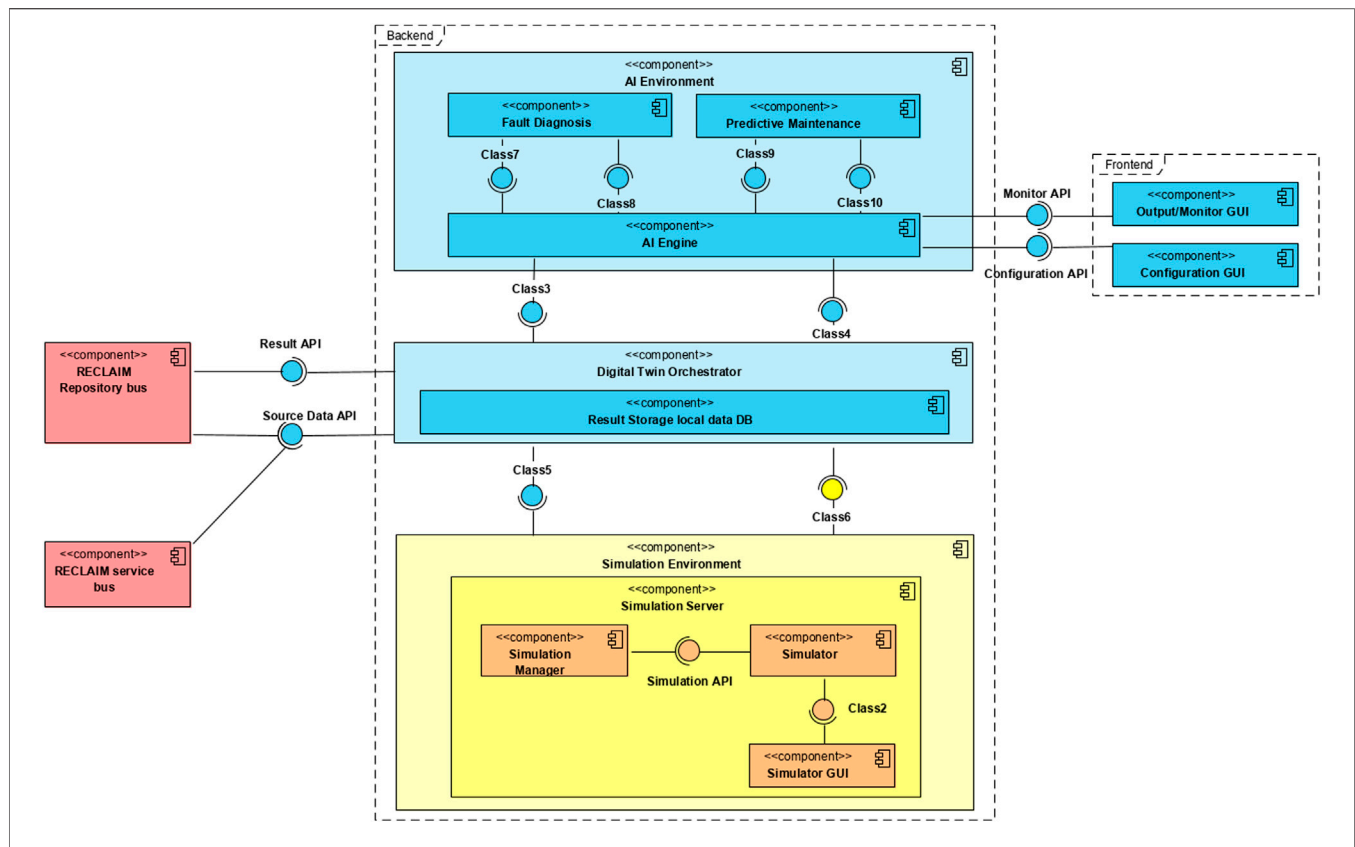 Backend
<<component>>
AI Environment
<<component>>
Fault Diagnosis
<<component>>
Predictive Maintenance
Class7
Class8
Class9
Class10
<<component>>
AI Engine
Monitor API
Configuration API
Frontend
<<component>>
Output/Monitor GUI
<<component>>
Configuration GUI
Class3
Class4
<<component>>
RECLAIM
Repository bus
Result API
Source Data API
<<component>>
Digital Twin Orchestrator
<<component>>
Result Storage local data DB
Class5
Class6
<<component>>
RECLAIM service
bus
<<component>>
Simulation Environment
<<component>>
Simulation Server
<<component>>
Simulation
Manager
Simulation API
<<component>>
Simulator
Class2
<<component>>
Simulator GUI